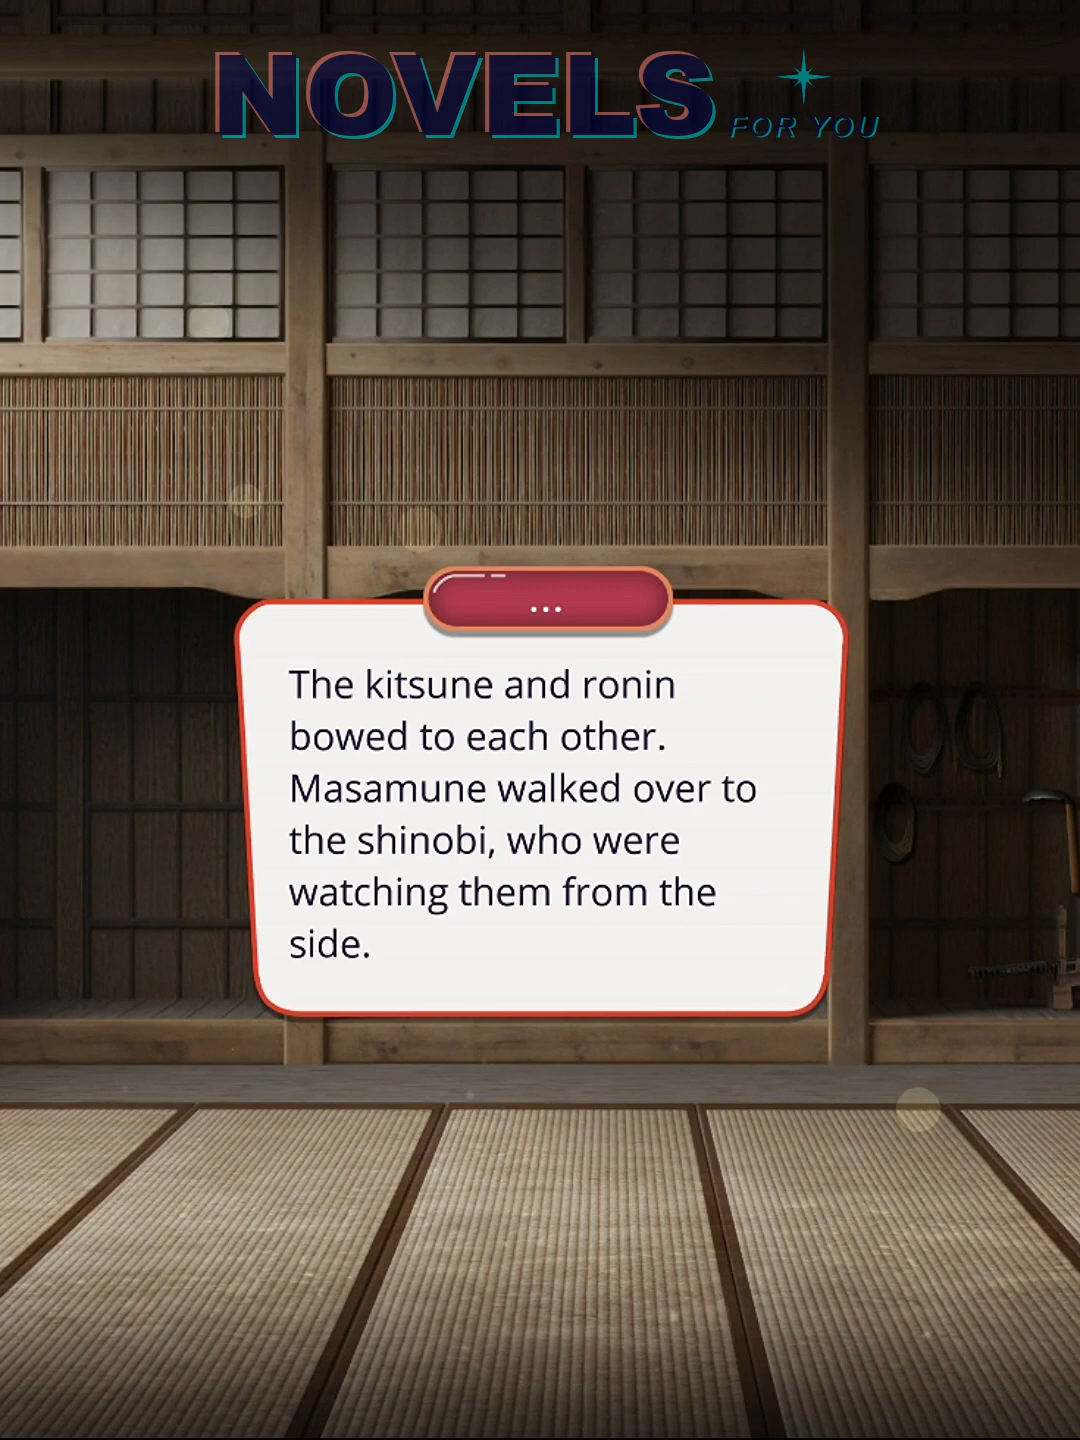 NOVELS FOR YOU
...
The kitsune and ronin
bowed to each other.
Masamune walked over to
the shinobi, who were
watching them from the
side.